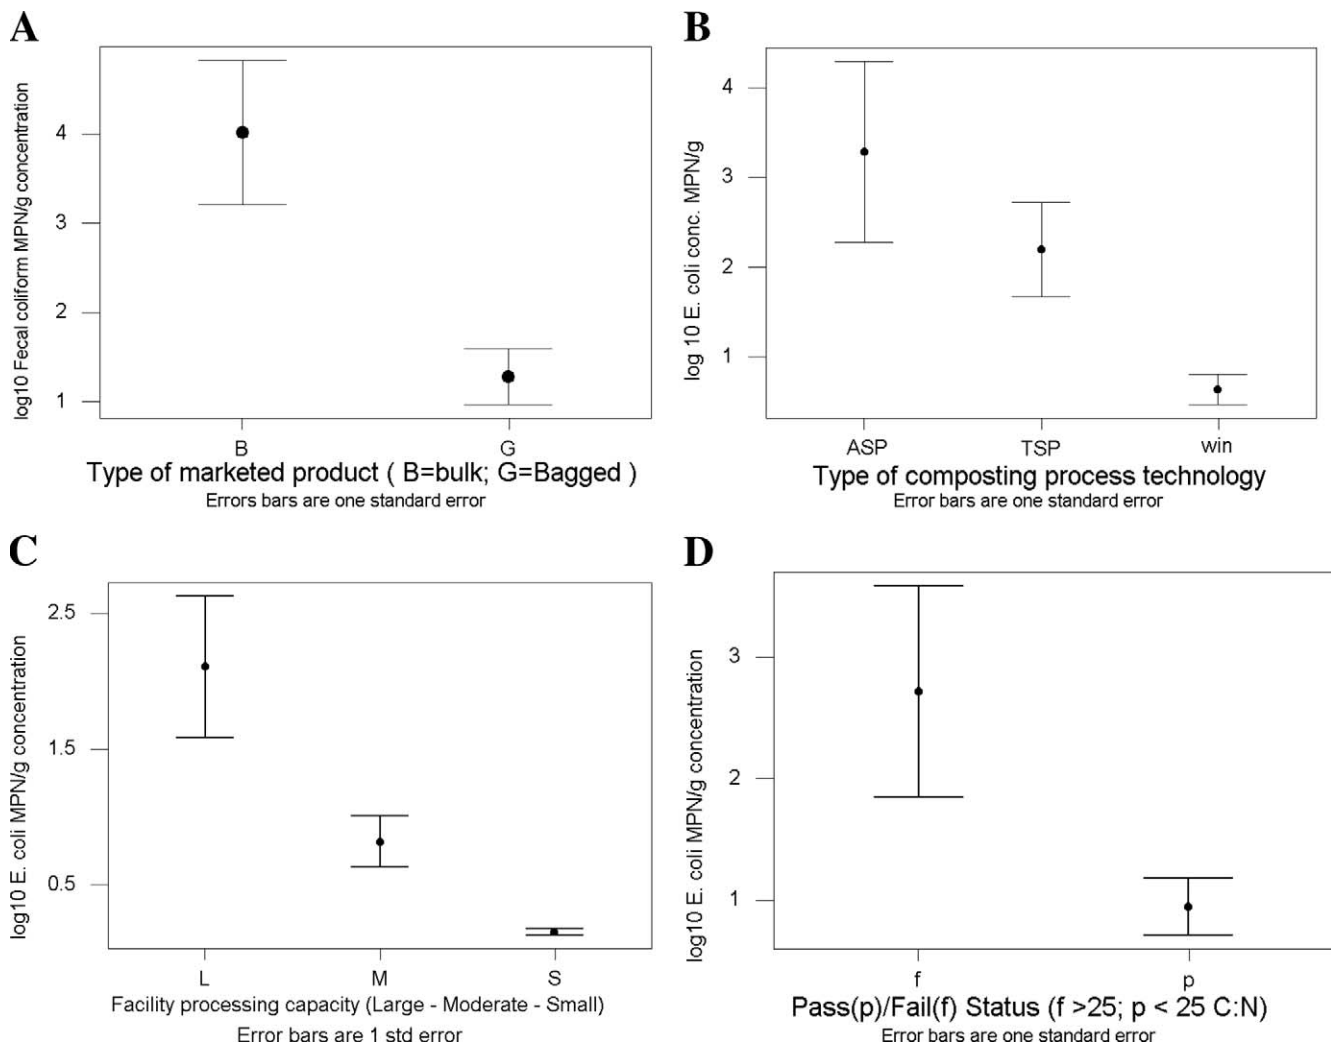 A
log10 Fecal coliform MPN/g concentration
4
3
2
1
B
G
Type of marketed product ( B=bulk; G=Bagged )
Errors bars are one standard error
B
log 10 E. coli conc. MPN/g
4
3
2
1
ASP
TSP
win
Type of composting process technology
Error bars are one standard error
C
log10 E. coli MPN/g concentration
2.5
1.5
0.5
L
M
S
Facility processing capacity (Large - Moderate - Small)
Error bars are 1 std error
D
log10 E. coli MPN/g concentration
3
2
1
f
p
Pass(p)/Fail(f) Status (f >25; p < 25 C:N)
Error bars are one standard error